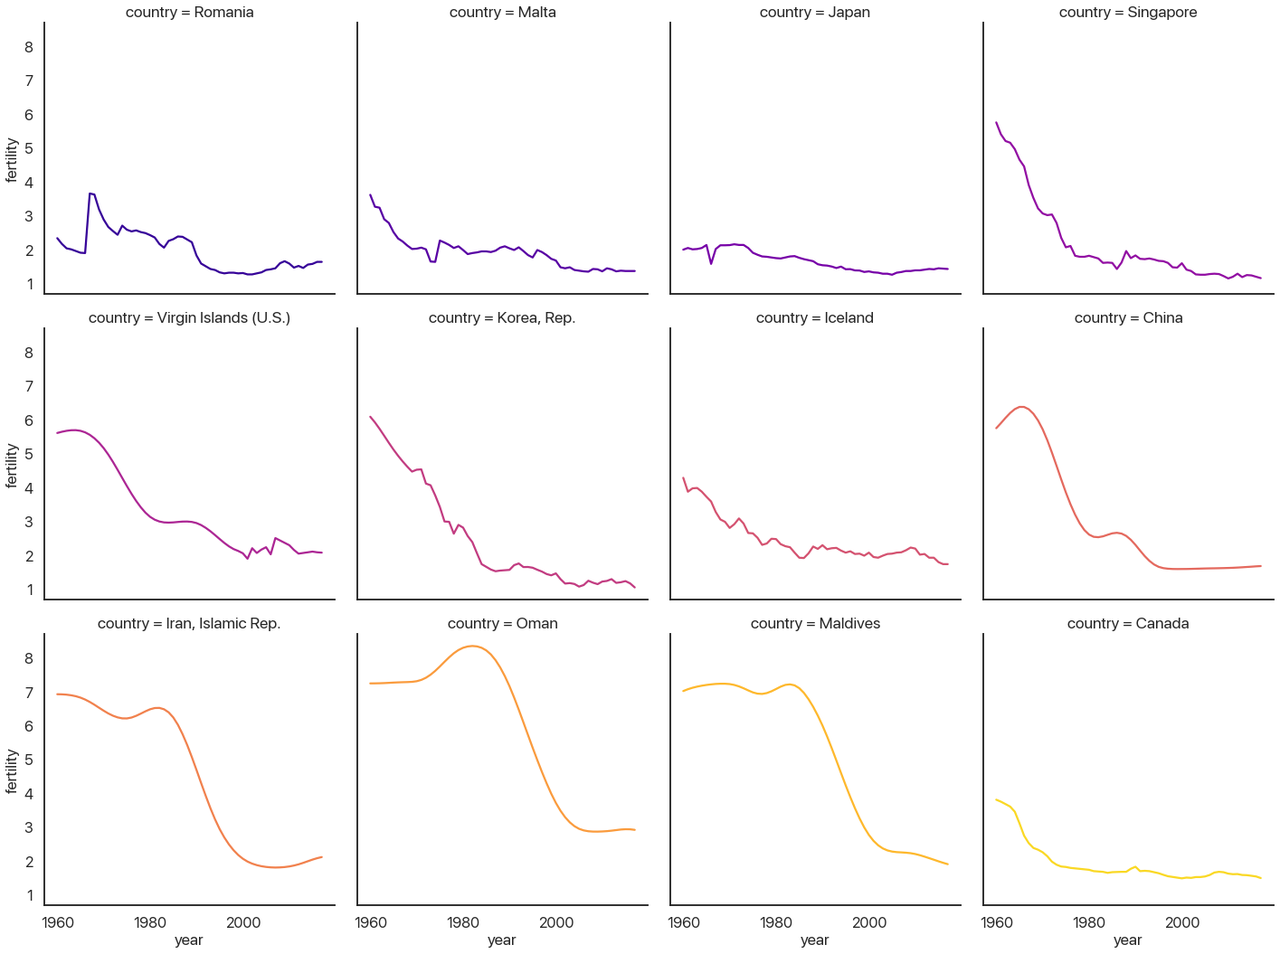 country = Romania
country = Malta
country = Japan
country = Singapore
8
7
6
5
4
3
2
1
fertility
country = Virgin Islands (U.S.)
country = Korea, Rep.
country = Iceland
country = China
8
7
6
5
4
3
2
1
fertility
country = Iran, Islamic Rep.
country = Oman
country = Maldives
country = Canada
8
7
6
5
4
3
2
1
fertility
1960 1980 2000
year
1960 1980 2000
year
1960 1980 2000
year
1960 1980 2000
year